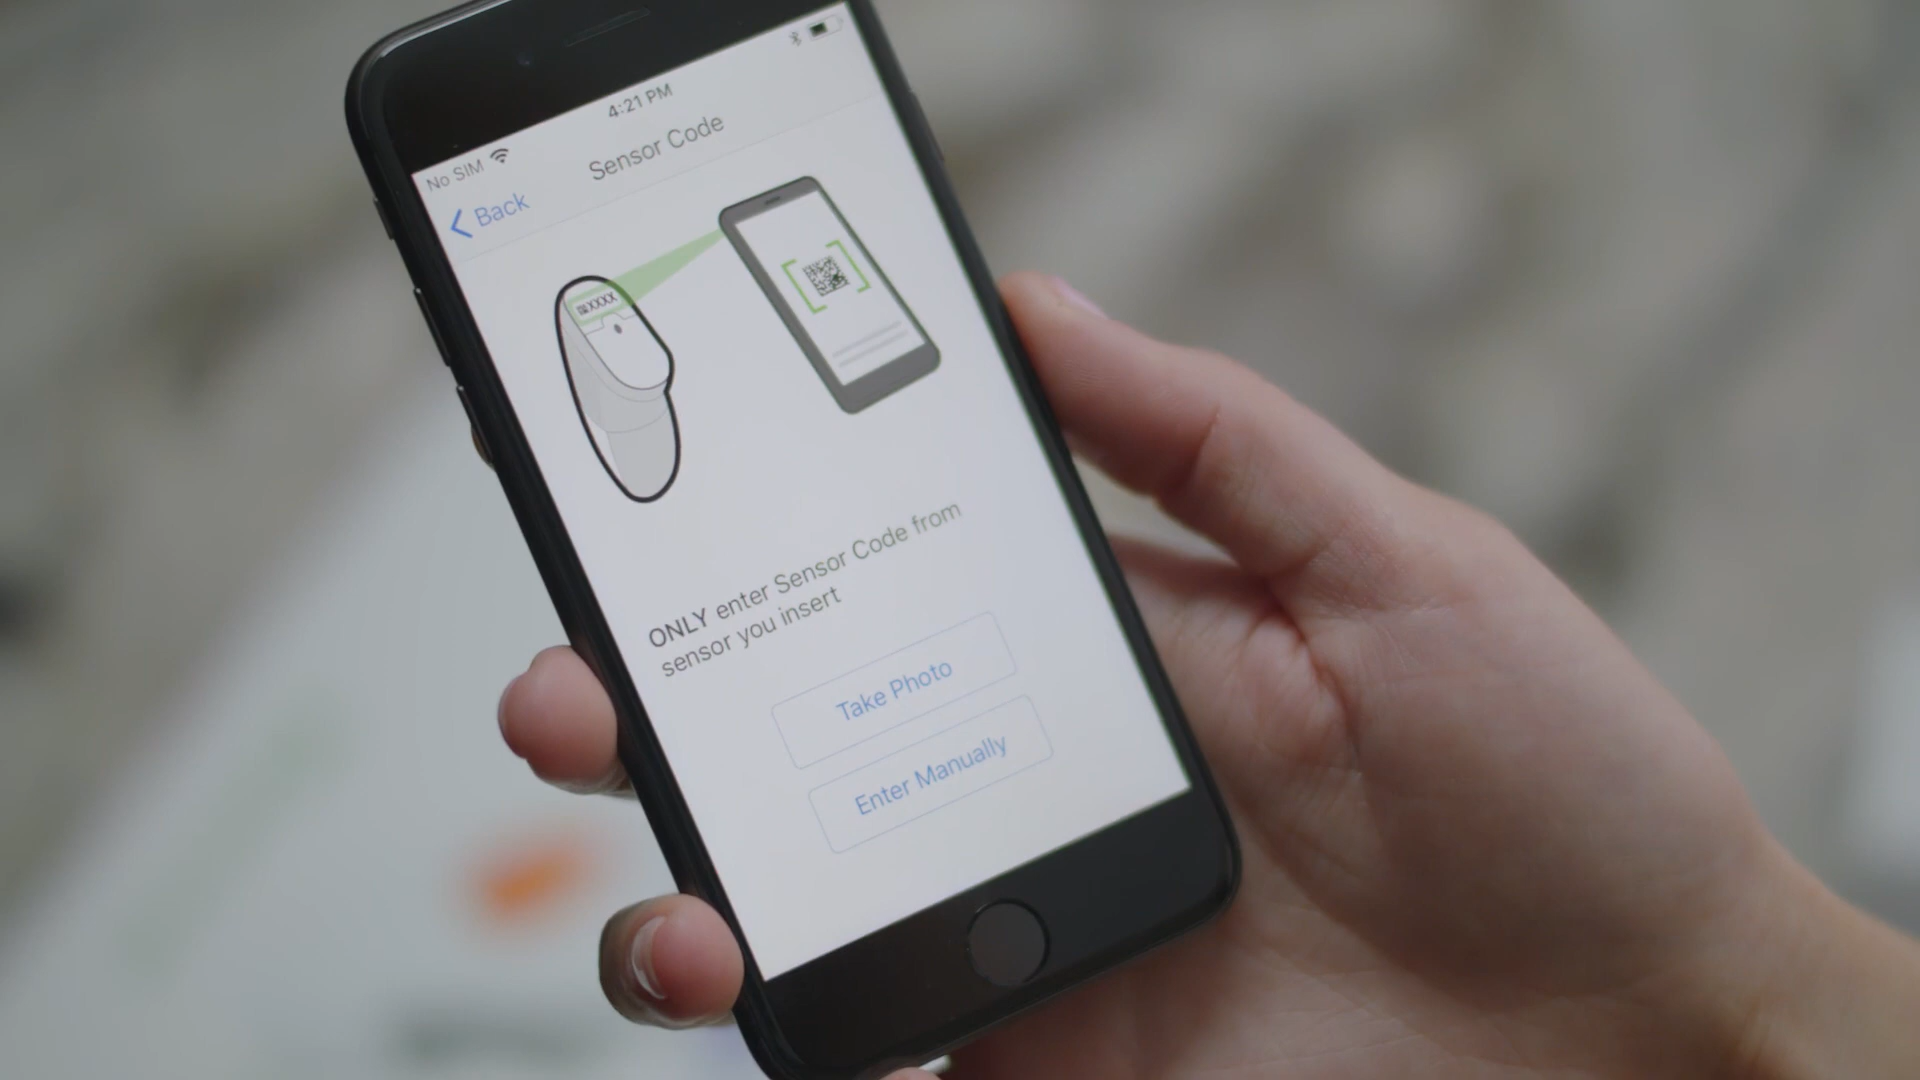 No SIM
4:21 PM
Back
Sensor Code
XXXX
ONLY enter Sensor Code from
sensor you insert
Take Photo
Enter Manually